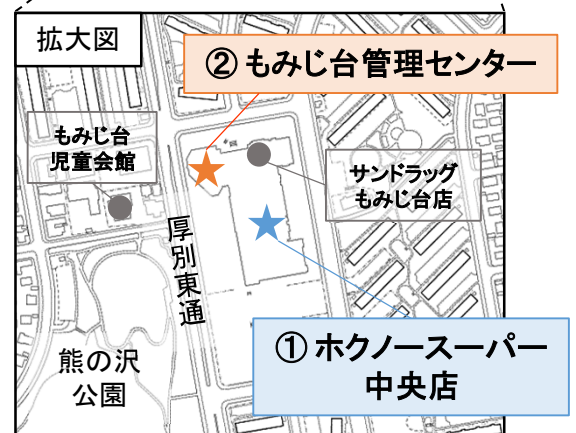 拡大図
② もみじ台管理センター
もみじ台
児童会館
サンドラッグ
もみじ台店
厚別東通
① ホクノースーパー
中央店
熊の沢
公園